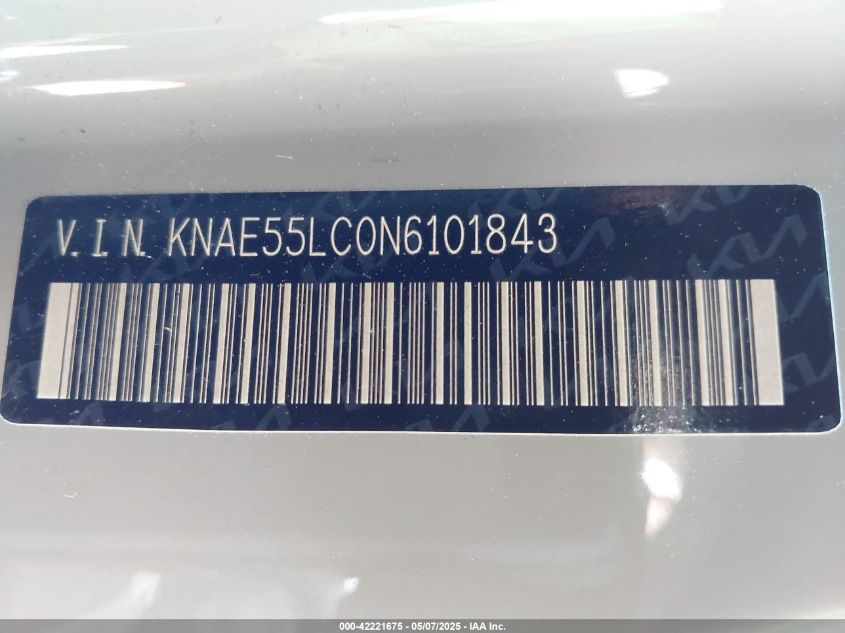 V.I.N. KNAE55LC0N6101843
000-42221675 - 05/07/2025 - IAA Inc.